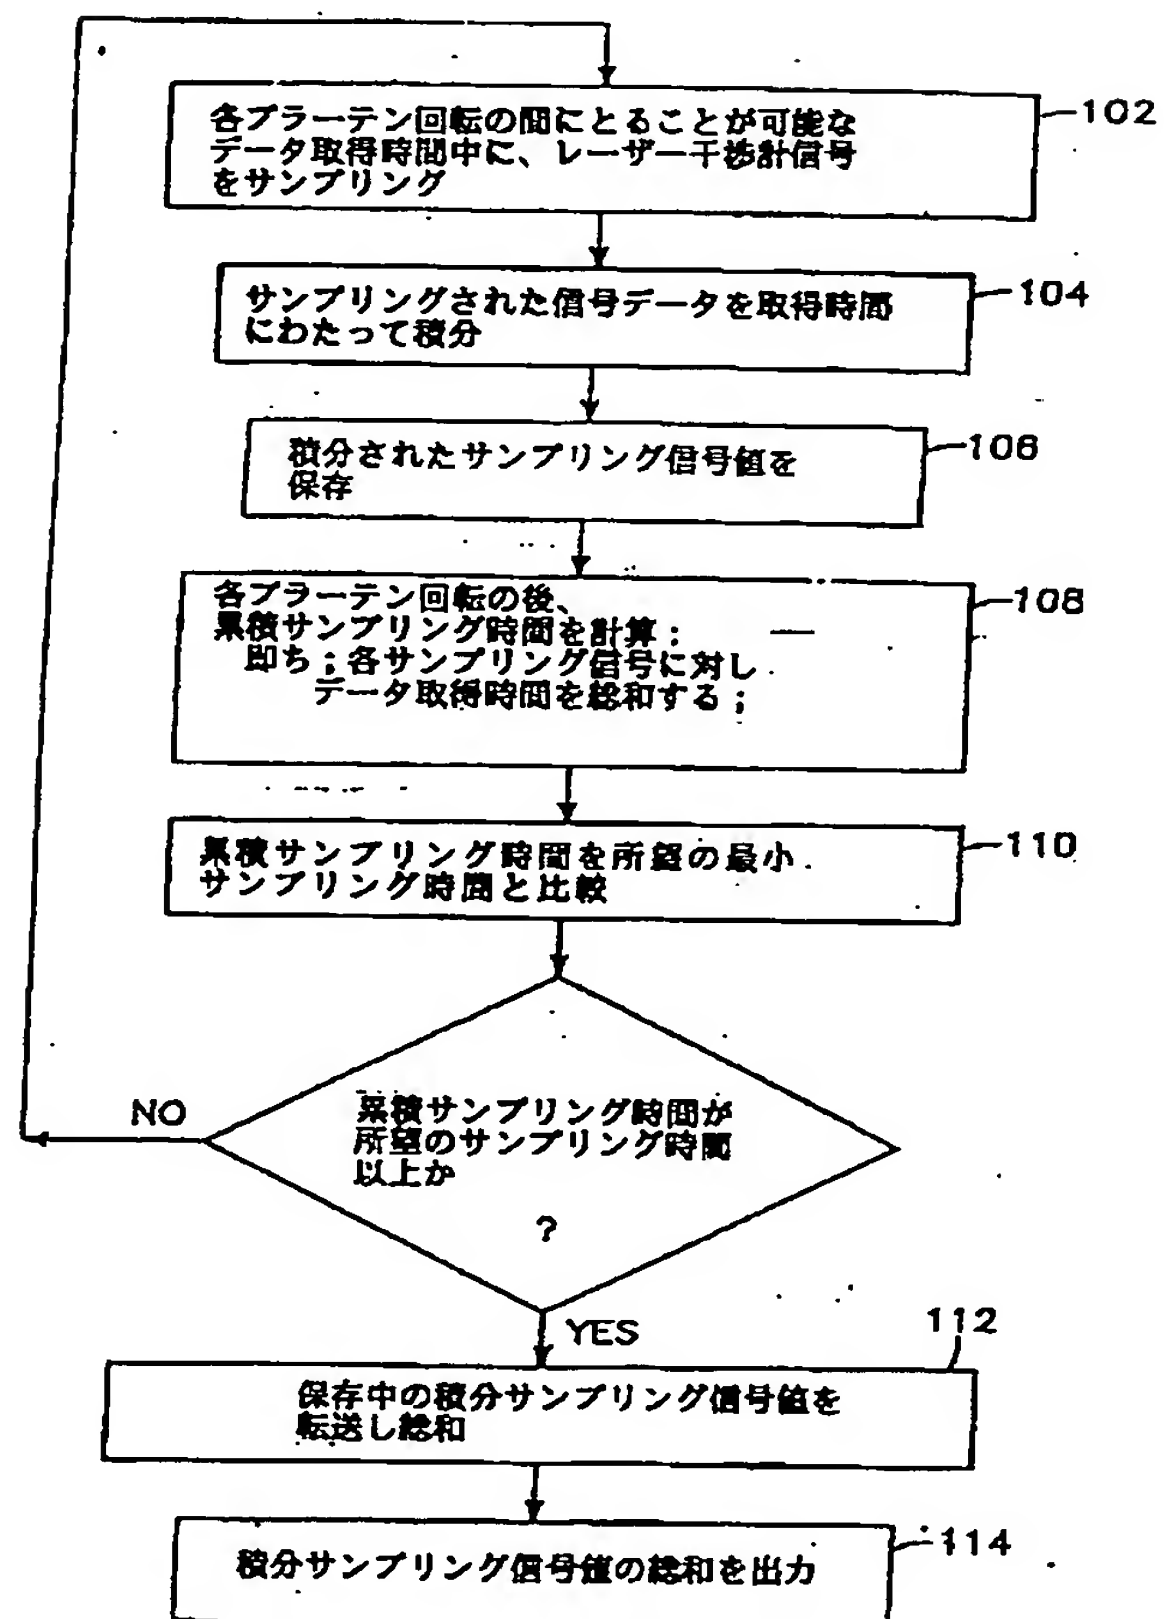 各プラーテン回転の間にとることが可能な
データ取得時間中に、レーザー干渉計信号
をサンプリング
102
サンプリングされた信号データを取得時間
にわたって積分
104
積分されたサンプリング信号値を
保存
106
各プラーテン回転の後、
累積サンプリング時間を計算：
即ち；各サンプリング信号に対し
データ取得時間を総和する；
108
累積サンプリング時間を所望の最小
サンプリング時間と比較
110
累積サンプリング時間が
所望のサンプリング時間
以上か
?
NO
YES
112
保存中の積分サンプリング信号値を
転送し総和
積分サンプリング信号値の総和を出力
114